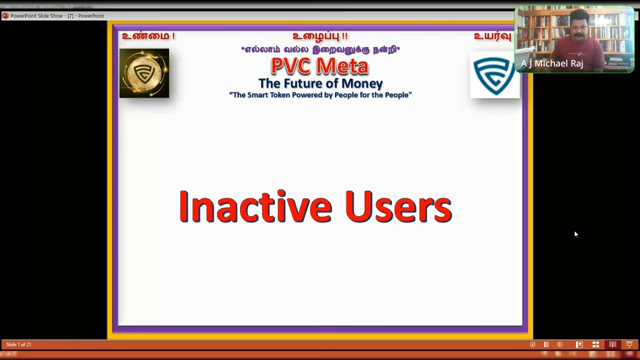 PowerPoint Slide Show - [7] - PowerPoint
உண்மை ! உழைப்பு !! உயர்வு
*எல்லாம் வல்ல இறைவனுக்கு நன்றி*
PVC Meta
The Future of Money
“The Smart Token Powered by People for the People”
A J Michael Raj
Inactive Users
Slide 1 of 21